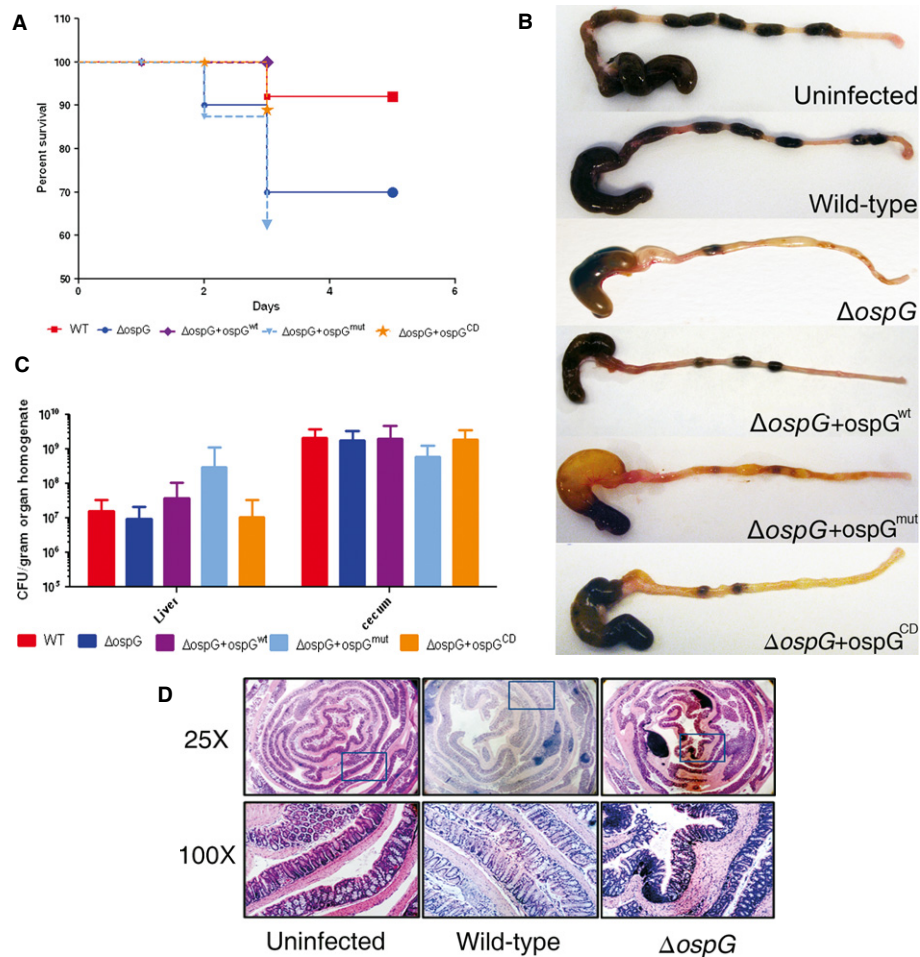 A
110
100
90
80
70
60
50
Percent survival
0
2
4
6
Days
WT
ΔospG
ΔospG+ospG^wt
ΔospG+ospG^mut
ΔospG+ospG^CD
B
Uninfected
Wild-type
ΔospG
ΔospG+ospG^wt
ΔospG+ospG^mut
ΔospG+ospG^CD
C
CFU/gram organ homogenate
10^10
10^9
10^8
10^7
10^6
10^5
Liver
cecum
WT
ΔospG
ΔospG+ospG^wt
ΔospG+ospG^mut
ΔospG+ospG^CD
D
25X
100X
Uninfected
Wild-type
ΔospG